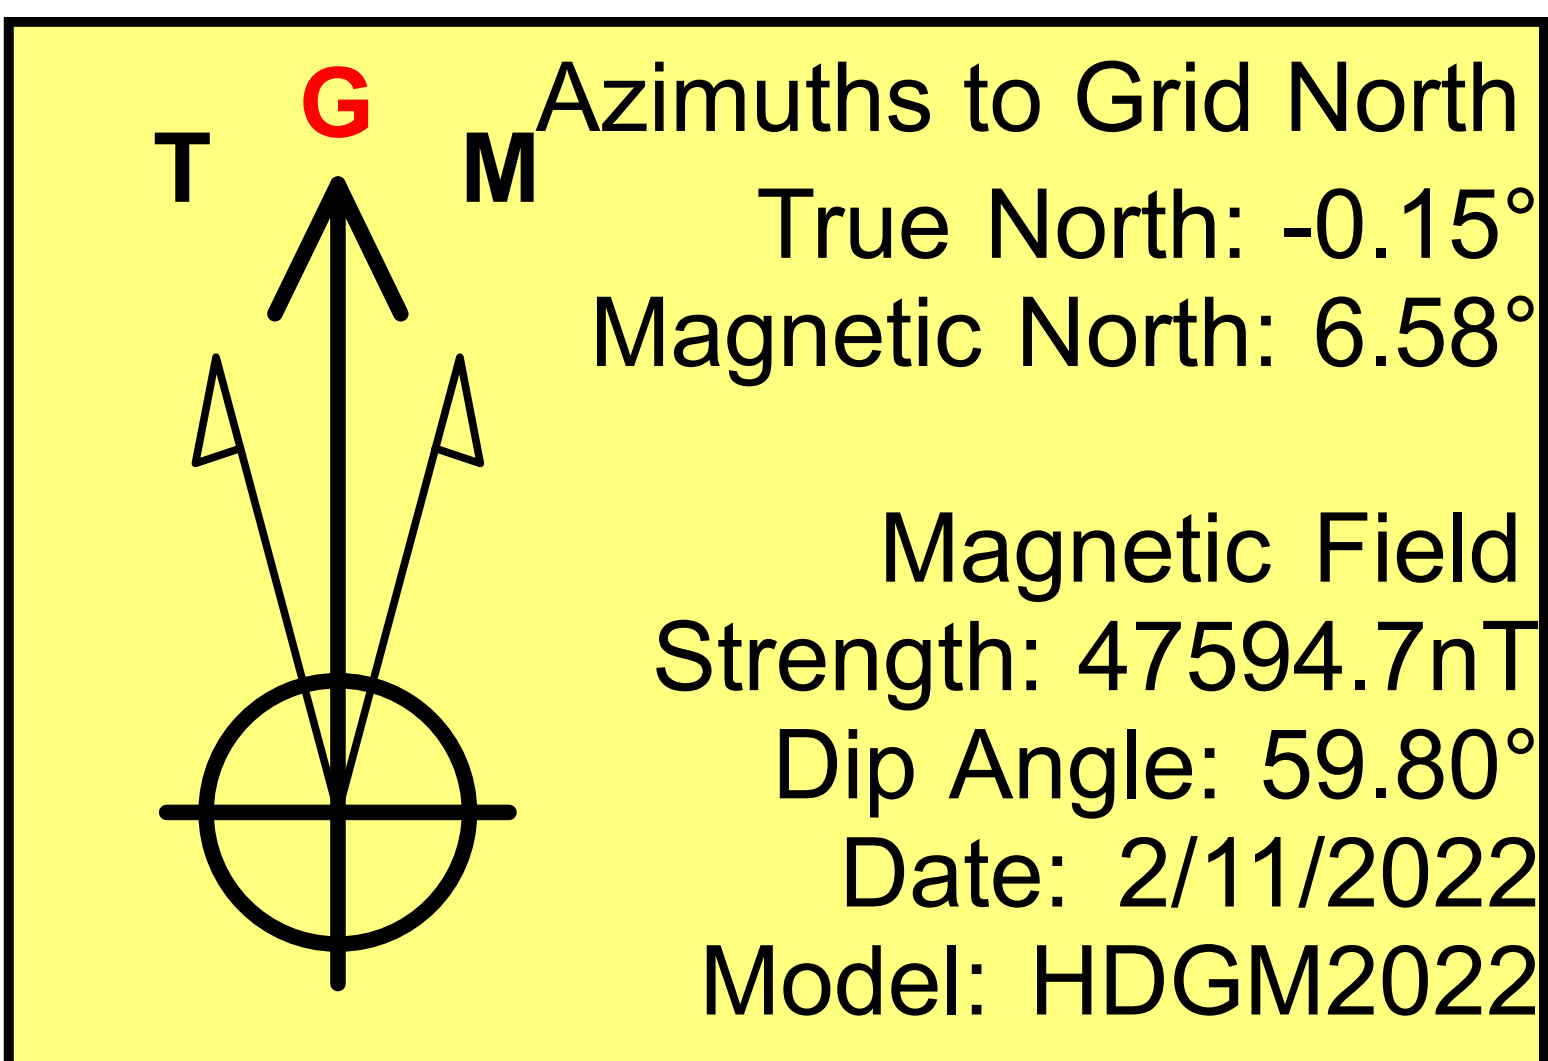 G
T
M
Azimuths to Grid North
True North: -0.15°
Magnetic North: 6.58°
Magnetic Field
Strength: 47594.7nT
Dip Angle: 59.80°
Date: 2/11/2022
Model: HDGM2022